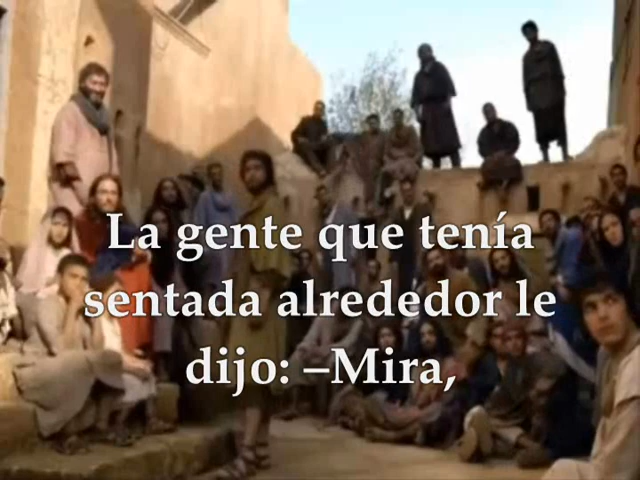 La gente que tenía
sentada alrededor le
dijo: –Mira,